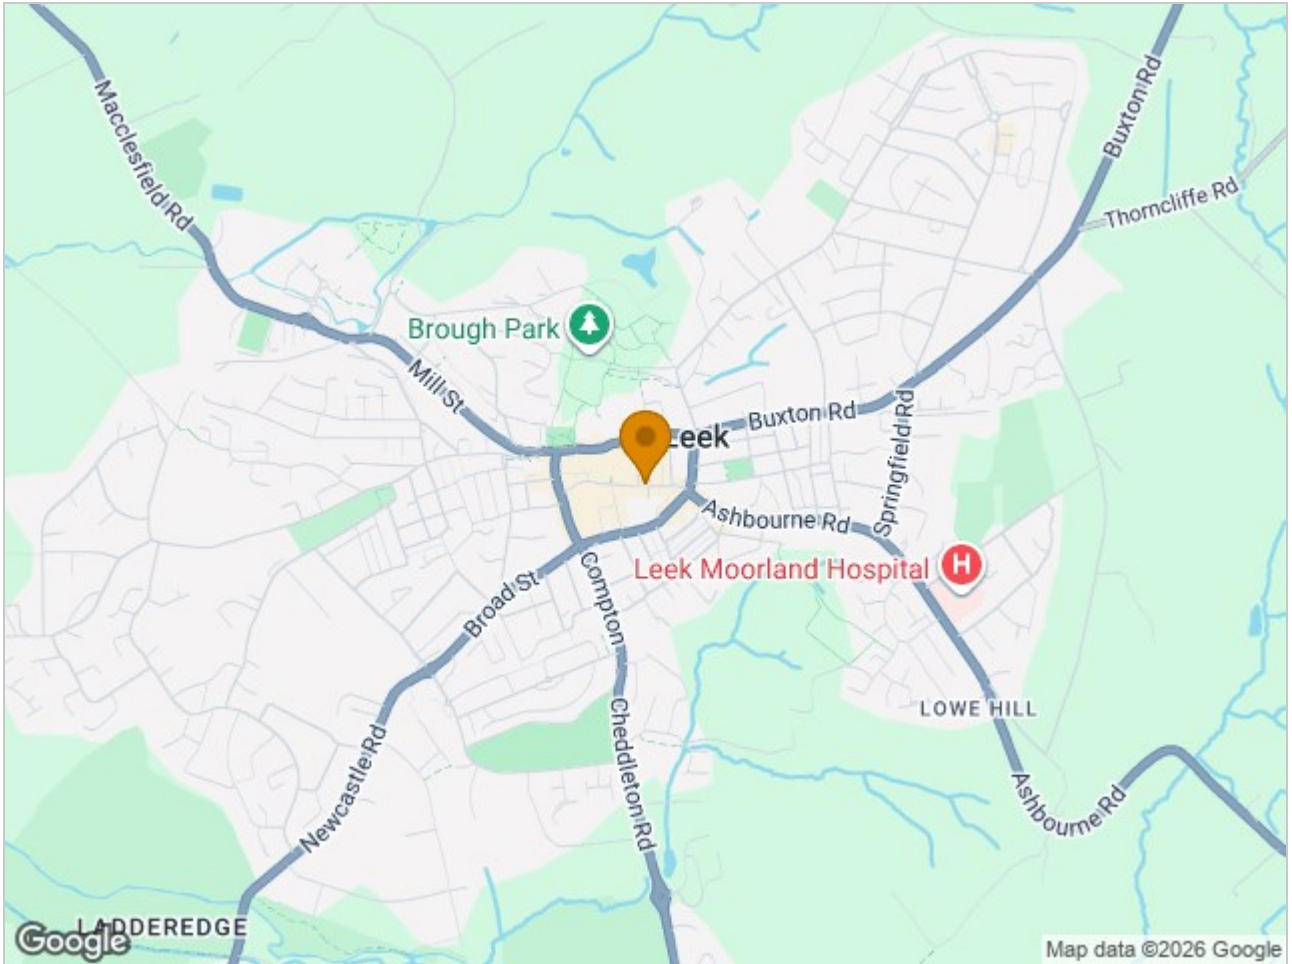 Macclesfield Rd
Buxton Rd
Thorncliffe Rd
Brough Park
Mill St
Buxton Rd
Leek
Springfield Rd
Ashbourne Rd
Leek Moorland Hospital
H
Broad St
Compton
LOWE HILL
Cheddleton Rd
Newcastle Rd
Ashbourne Rd
LADDEREDGE
Google
Map data ©2026 Google